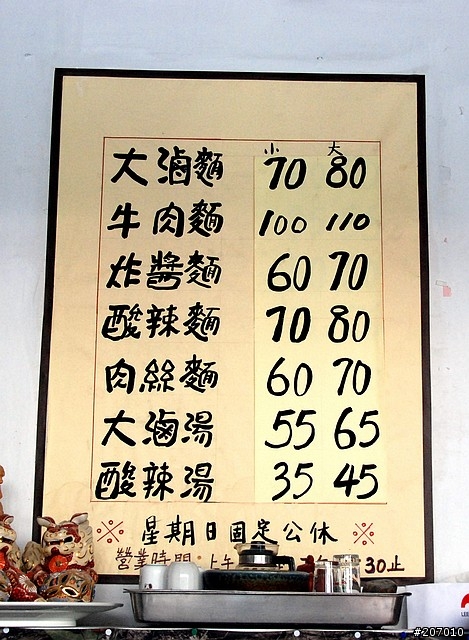 小 大
大滷麵 70 80
牛肉麵 100 110
炸醬麵 60 70
酸辣麵 70 80
肉絲麵 60 70
大滷湯 55 65
酸辣湯 35 45
※ 星期日固定公休 ※
營業時間：上午 30止
#207010